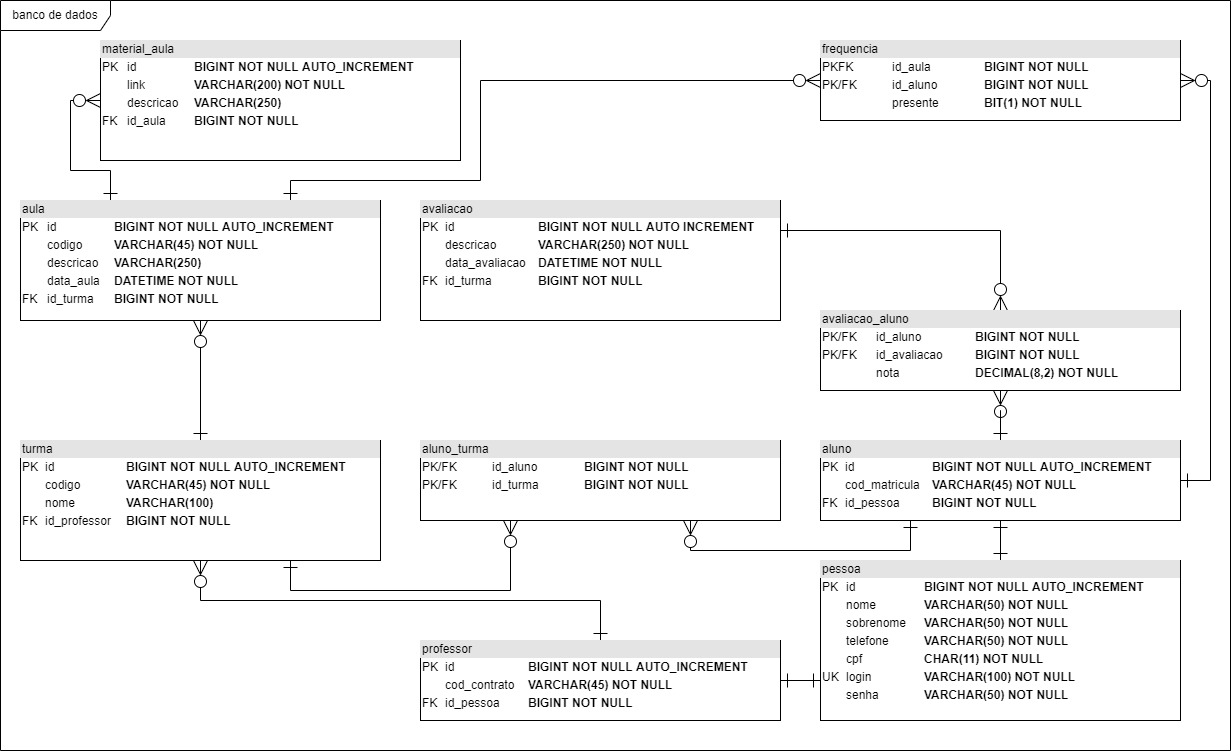 banco de dados
material_aula
PK id BIGINT NOT NULL AUTO_INCREMENT
link VARCHAR(200) NOT NULL
descricao VARCHAR(250)
FK id_aula BIGINT NOT NULL
frequencia
PKFK id_aula BIGINT NOT NULL
PK/FK id_aluno BIGINT NOT NULL
presente BIT(1) NOT NULL
aula
PK id BIGINT NOT NULL AUTO_INCREMENT
codigo VARCHAR(45) NOT NULL
descricao VARCHAR(250)
data_aula DATETIME NOT NULL
FK id_turma BIGINT NOT NULL
avaliacao
PK id BIGINT NOT NULL AUTO INCREMENT
descricao VARCHAR(250) NOT NULL
data_avaliacao DATETIME NOT NULL
FK id_turma BIGINT NOT NULL
avaliacao_aluno
PK/FK id_aluno BIGINT NOT NULL
PK/FK id_avaliacao BIGINT NOT NULL
nota DECIMAL(8,2) NOT NULL
turma
PK id BIGINT NOT NULL AUTO_INCREMENT
codigo VARCHAR(45) NOT NULL
nome VARCHAR(100)
FK id_professor BIGINT NOT NULL
aluno_turma
PK/FK id_aluno BIGINT NOT NULL
PK/FK id_turma BIGINT NOT NULL
aluno
PK id BIGINT NOT NULL AUTO_INCREMENT
cod_matricula VARCHAR(45) NOT NULL
FK id_pessoa BIGINT NOT NULL
pessoa
PK id BIGINT NOT NULL AUTO_INCREMENT
nome VARCHAR(50) NOT NULL
sobrenome VARCHAR(50) NOT NULL
telefone VARCHAR(50) NOT NULL
cpf CHAR(11) NOT NULL
UK login VARCHAR(100) NOT NULL
senha VARCHAR(50) NOT NULL
professor
PK id BIGINT NOT NULL AUTO_INCREMENT
cod_contrato VARCHAR(45) NOT NULL
FK id_pessoa BIGINT NOT NULL